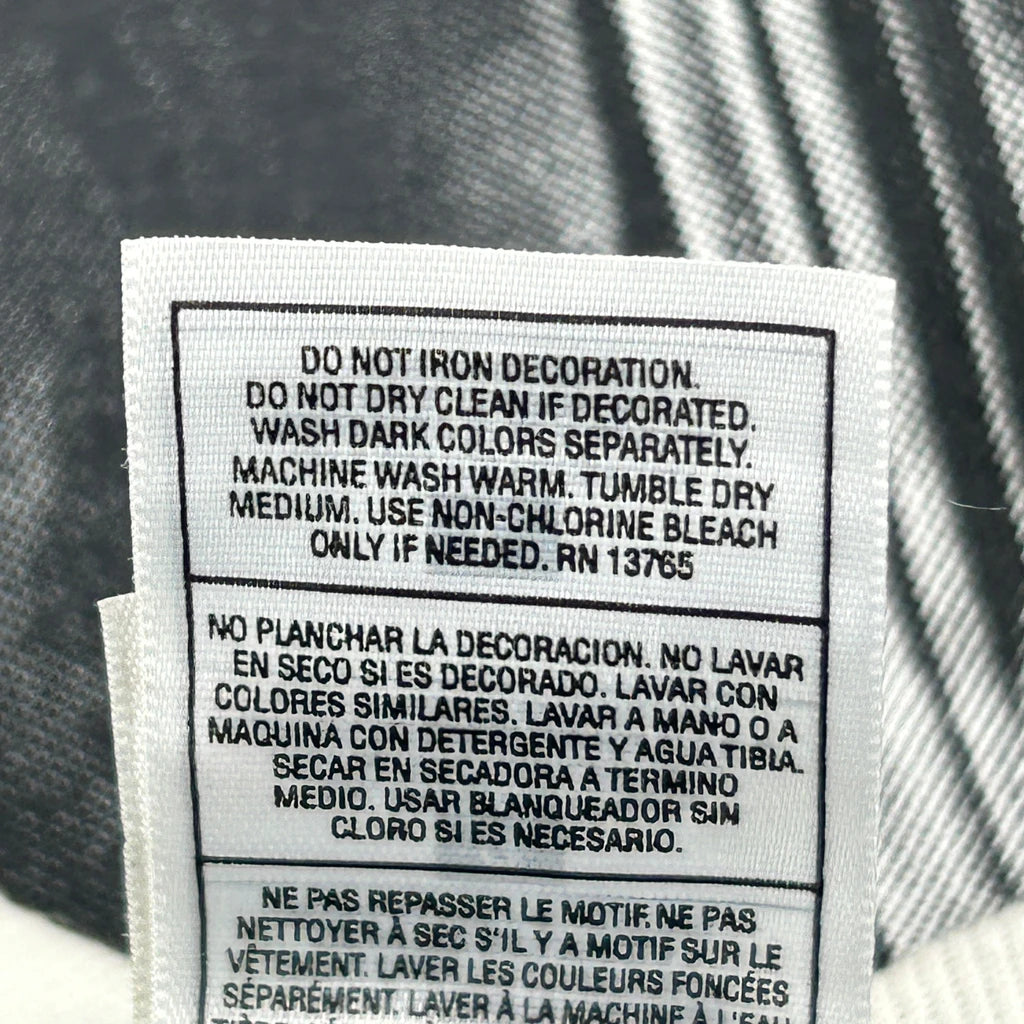 DO NOT IRON DECORATION.
DO NOT DRY CLEAN IF DECORATED.
WASH DARK COLORS SEPARATELY.
MACHINE WASH WARM. TUMBLE DRY
MEDIUM. USE NON-CHLORINE BLEACH
ONLY IF NEEDED. RN 13765
NO PLANCHAR LA DECORACION. NO LAVAR
EN SECO SI ES DECORADO. LAVAR CON
COLORES SIMILARES. LAVAR A MANO O A
MAQUINA CON DETERGENTE Y AGUA TIBIA.
SECAR EN SECADORA A TERMINO
MEDIO. USAR BLANQUEADOR SIN
CLORO SI ES NECESARIO.
NE PAS REPASSER LE MOTIF. NE PAS
NETTOYER À SEC S'IL Y A MOTIF SUR LE
VÊTEMENT. LAVER LES COULEURS FONCÉES
SÉPARÉMENT. LAVER À LA MACHINE À L'EAU